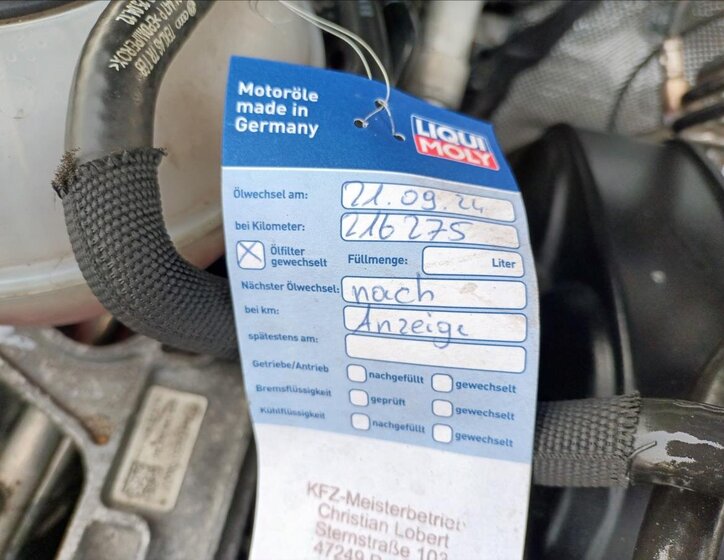 Motoröle
made in
Germany
LIQUI
MOLY
Ölwechsel am: 21.09.24
bei Kilometer: 216275
Ölfilter
gewechselt
Füllmenge: Liter
Nächster Ölwechsel: nach
bei km: Anzeige
spätestens am:
Getriebe/Antrieb nachgefüllt gewechselt
Bremsflüssigkeit geprüft gewechselt
Kühlflüssigkeit nachgefüllt gewechselt
KFZ-Meisterbetrieb
Christian Lobert
Sternstraße 103
47249